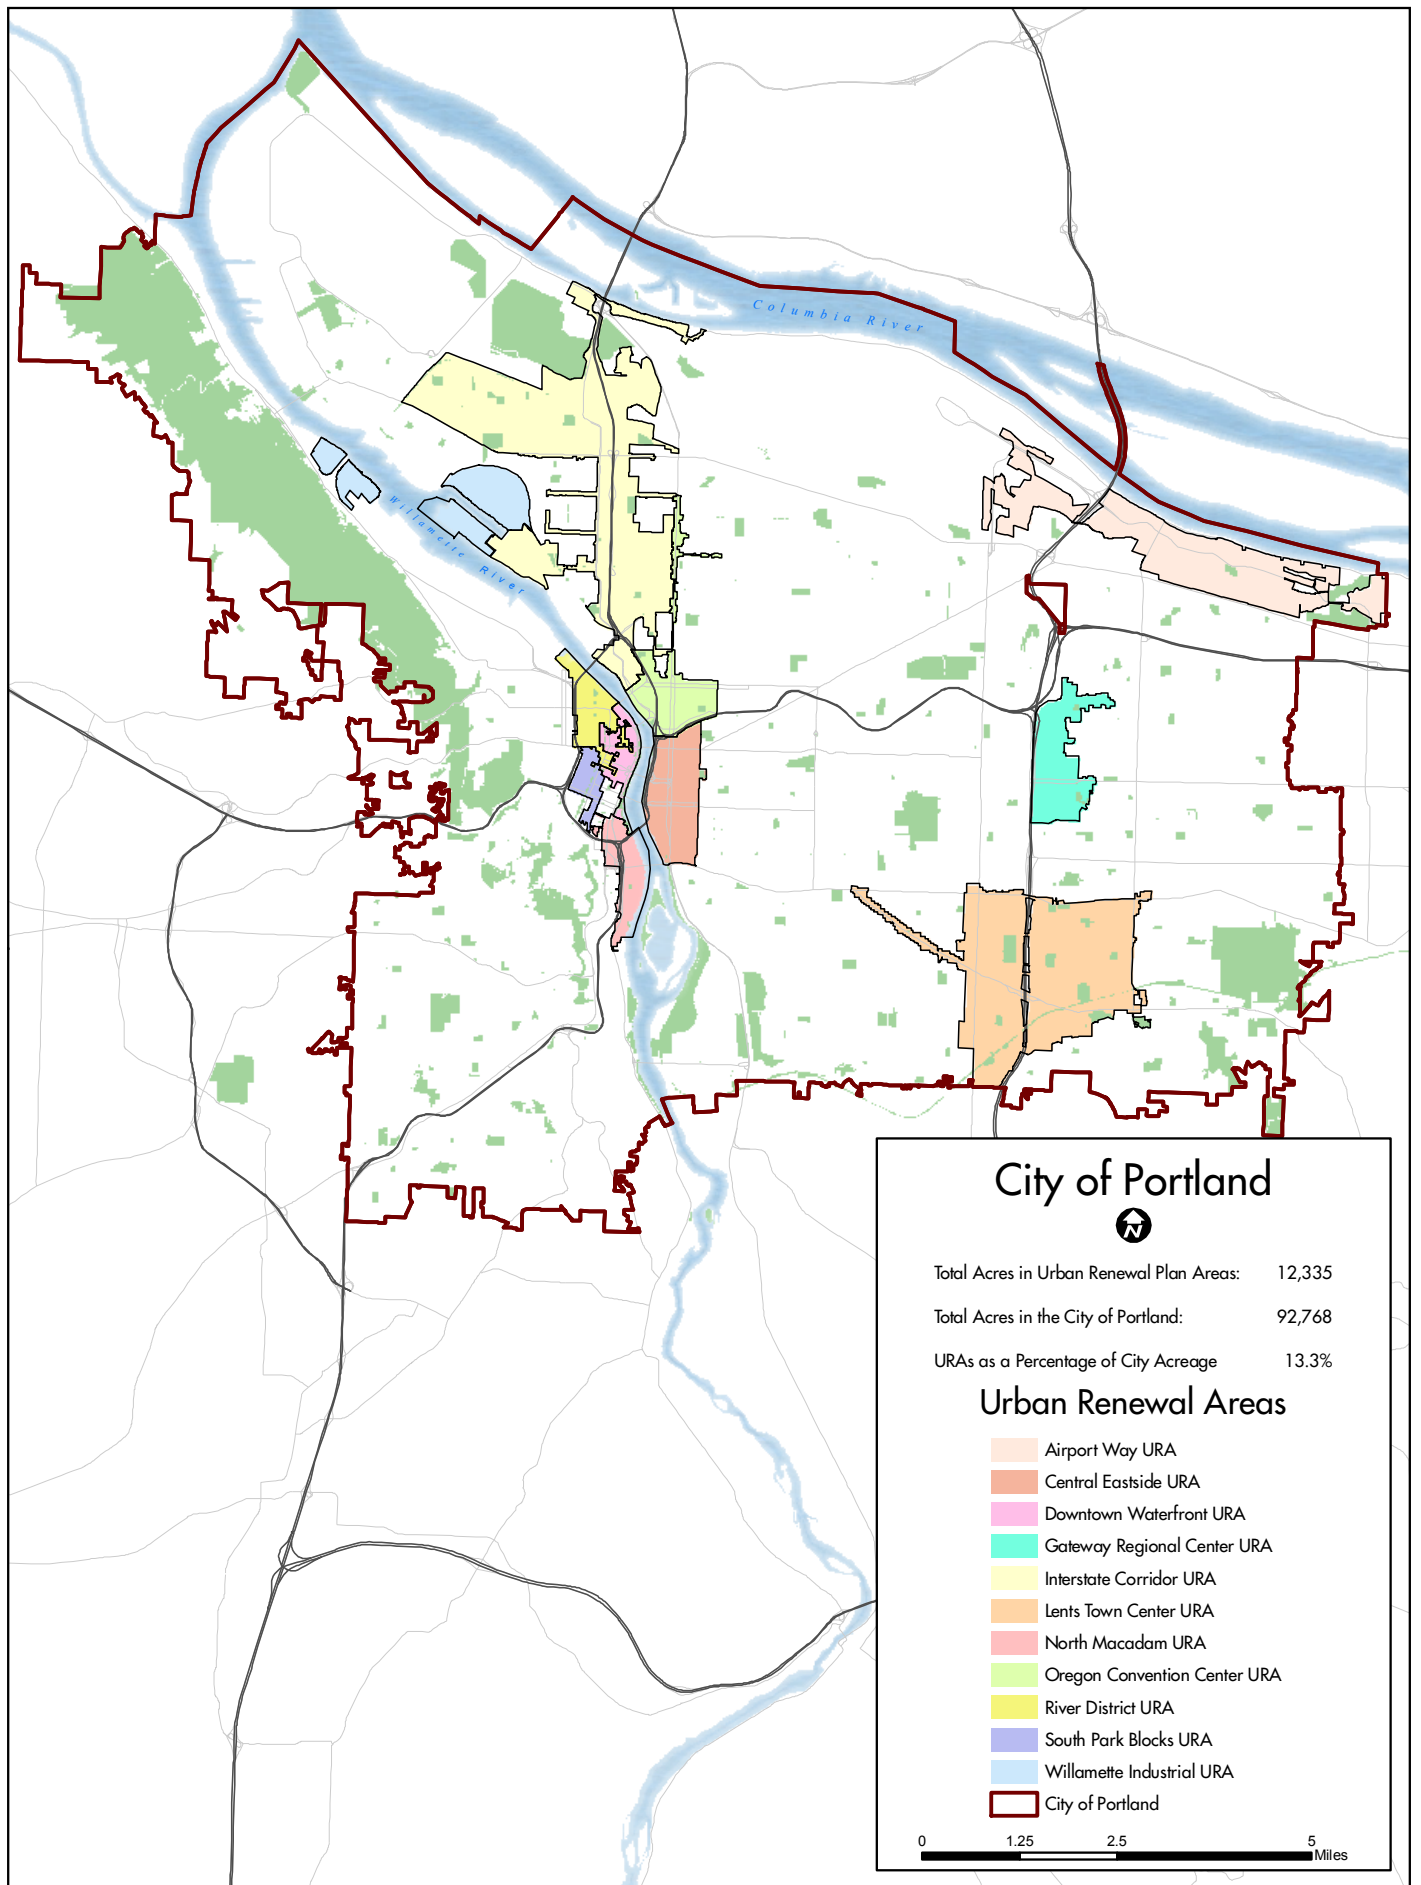 Columbia River
Willamette River
City of Portland
N
Total Acres in Urban Renewal Plan Areas: 12,335
Total Acres in the City of Portland: 92,768
URAs as a Percentage of City Acreage 13.3%
Urban Renewal Areas
Airport Way URA
Central Eastside URA
Downtown Waterfront URA
Gateway Regional Center URA
Interstate Corridor URA
Lents Town Center URA
North Macadam URA
Oregon Convention Center URA
River District URA
South Park Blocks URA
Willamette Industrial URA
City of Portland
0 1.25 2.5 5
Miles